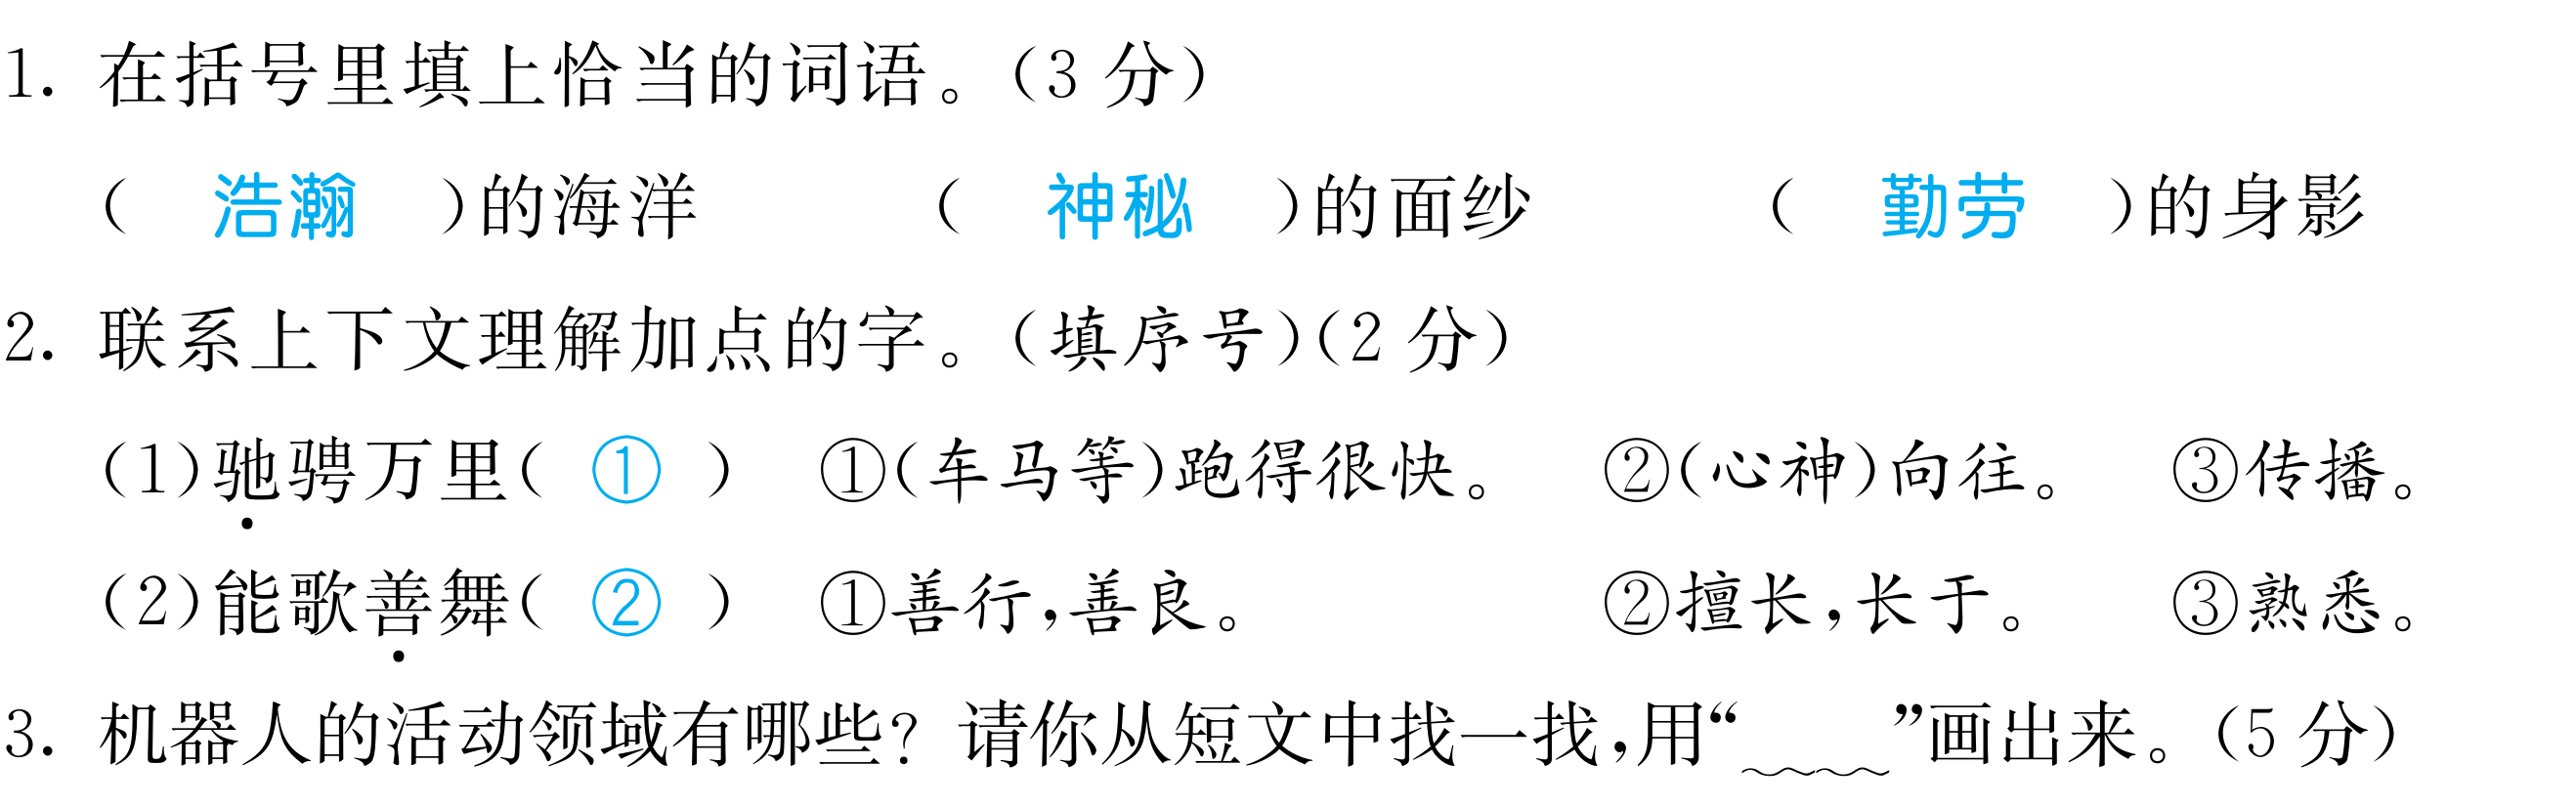 1. 在括号里填上恰当的词语。(3 分)
( 浩瀚 )的海洋 ( 神秘 )的面纱 ( 勤劳 )的身影
2. 联系上下文理解加点的字。(填序号)(2 分)
(1)驰骋万里( ① ) ①(车马等)跑得很快。 ②(心神)向往。 ③传播。
(2)能歌善舞( ② ) ①善行,善良。 ②擅长,长于。 ③熟悉。
3. 机器人的活动领域有哪些? 请你从短文中找一找,用“﹏﹏”画出来。(5 分)